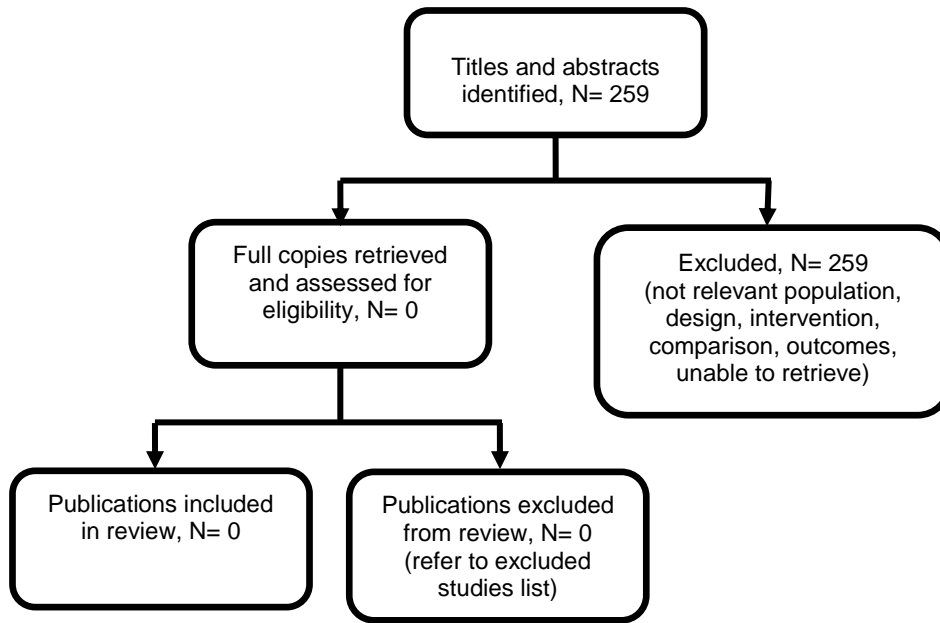 Titles and abstracts
identified, N= 259
Full copies retrieved
and assessed for
eligibility, N= 0
Excluded, N= 259
(not relevant population,
design, intervention,
comparison, outcomes,
unable to retrieve)
Publications included
in review, N= 0
Publications excluded
from review, N= 0
(refer to excluded
studies list)